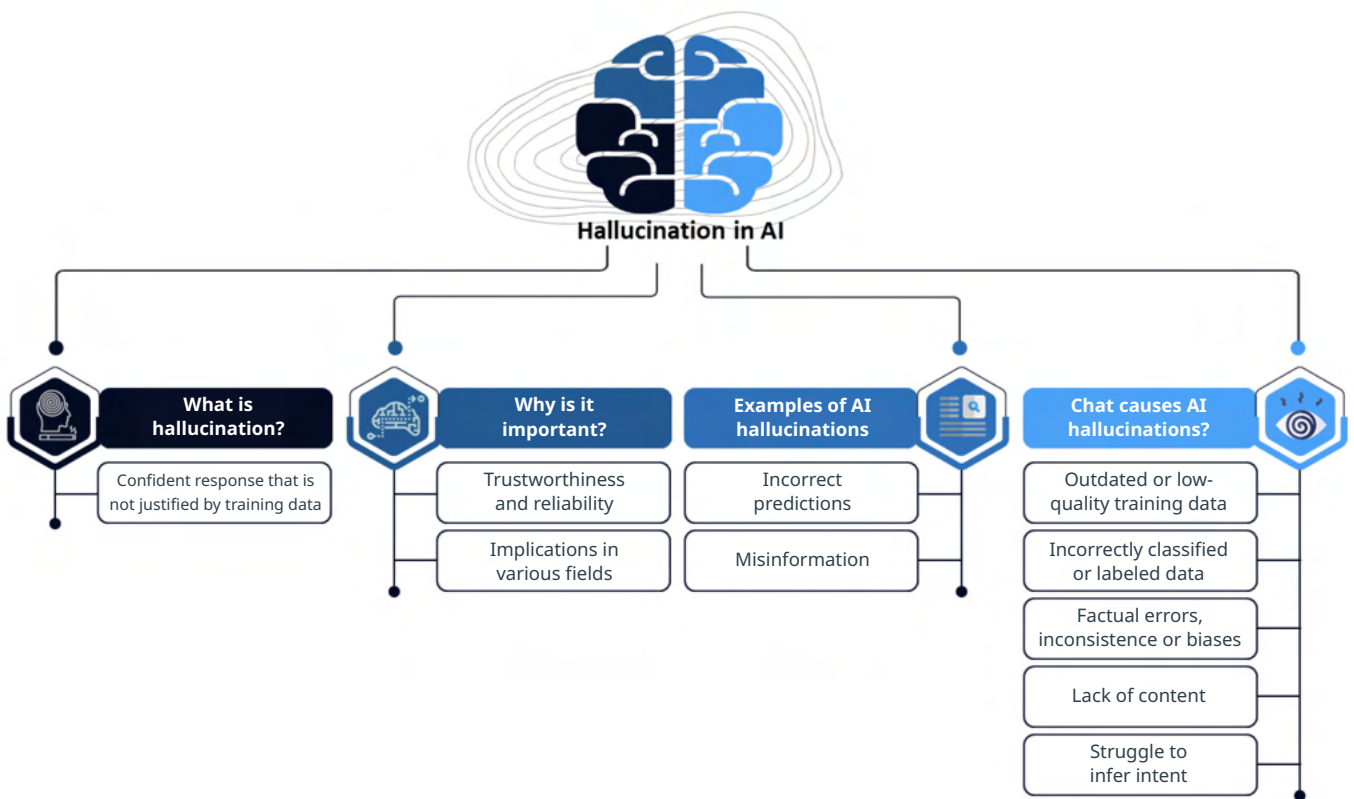 Hallucination in AI
What is
hallucination?
Confident response that is
not justified by training data
Why is it
important?
Trustworthiness
and reliability
Implications in
various fields
Examples of AI
hallucinations
Incorrect
predictions
Misinformation
Chat causes AI
hallucinations?
Outdated or low-
quality training data
Incorrectly classified
or labeled data
Factual errors,
inconsistence or biases
Lack of content
Struggle to
infer intent